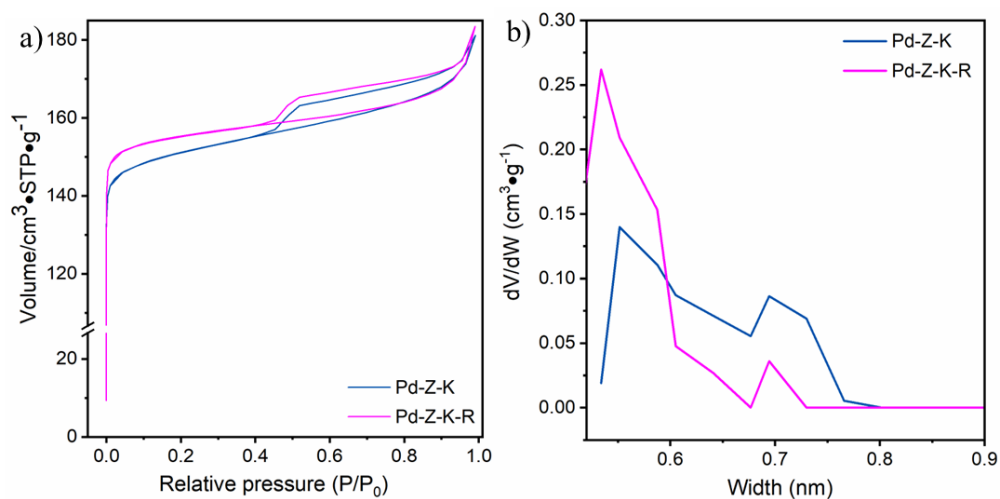 a)
Volume/cm³•STP•g⁻¹
180
160
140
120
20
0
0.0 0.2 0.4 0.6 0.8 1.0
Relative pressure (P/P₀)
Pd-Z-K
Pd-Z-K-R
b)
dV/dW (cm³•g⁻¹)
0.30
0.25
0.20
0.15
0.10
0.05
0.00
0.6 0.7 0.8 0.9
Width (nm)
Pd-Z-K
Pd-Z-K-R